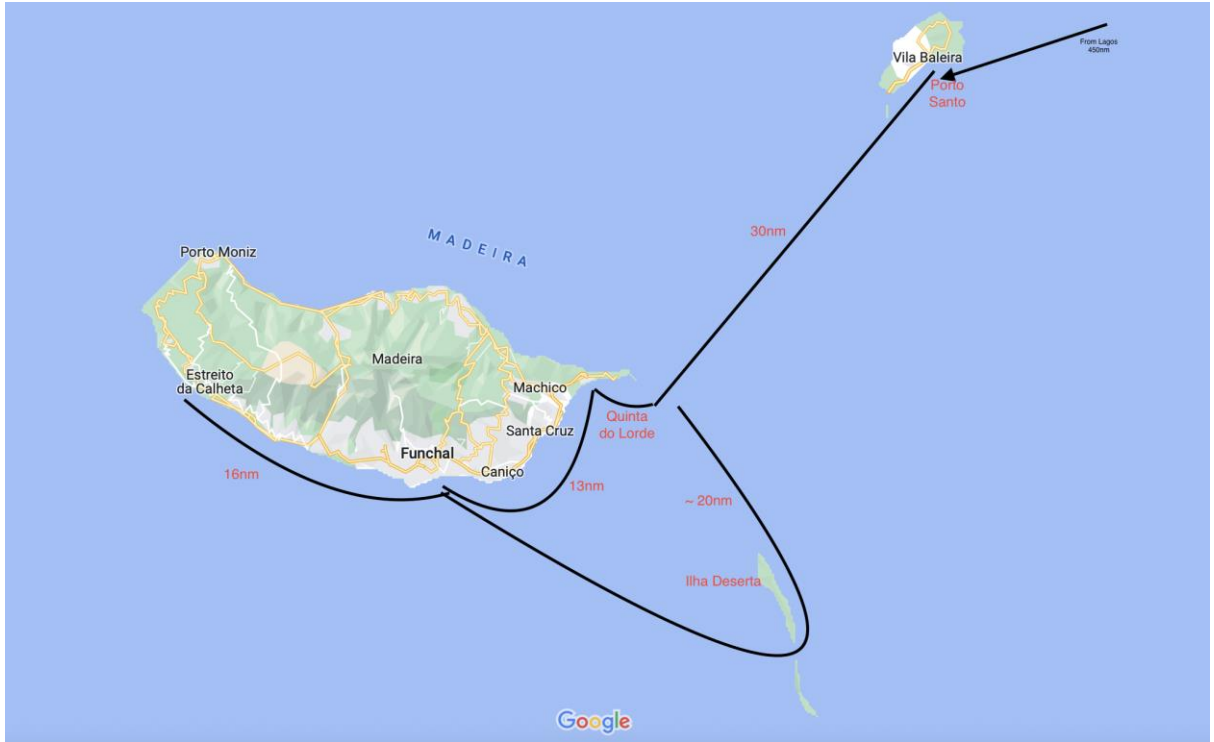 From Lagos
450nm
Vila Baleira
Porto
Santo
30nm
MADEIRA
Porto Moniz
Madeira
Estreito
da Calheta
Machico
Quinta
do Lorde
Santa Cruz
Funchal
Caniço
16nm
13nm
~ 20nm
Ilha Deserta
Google